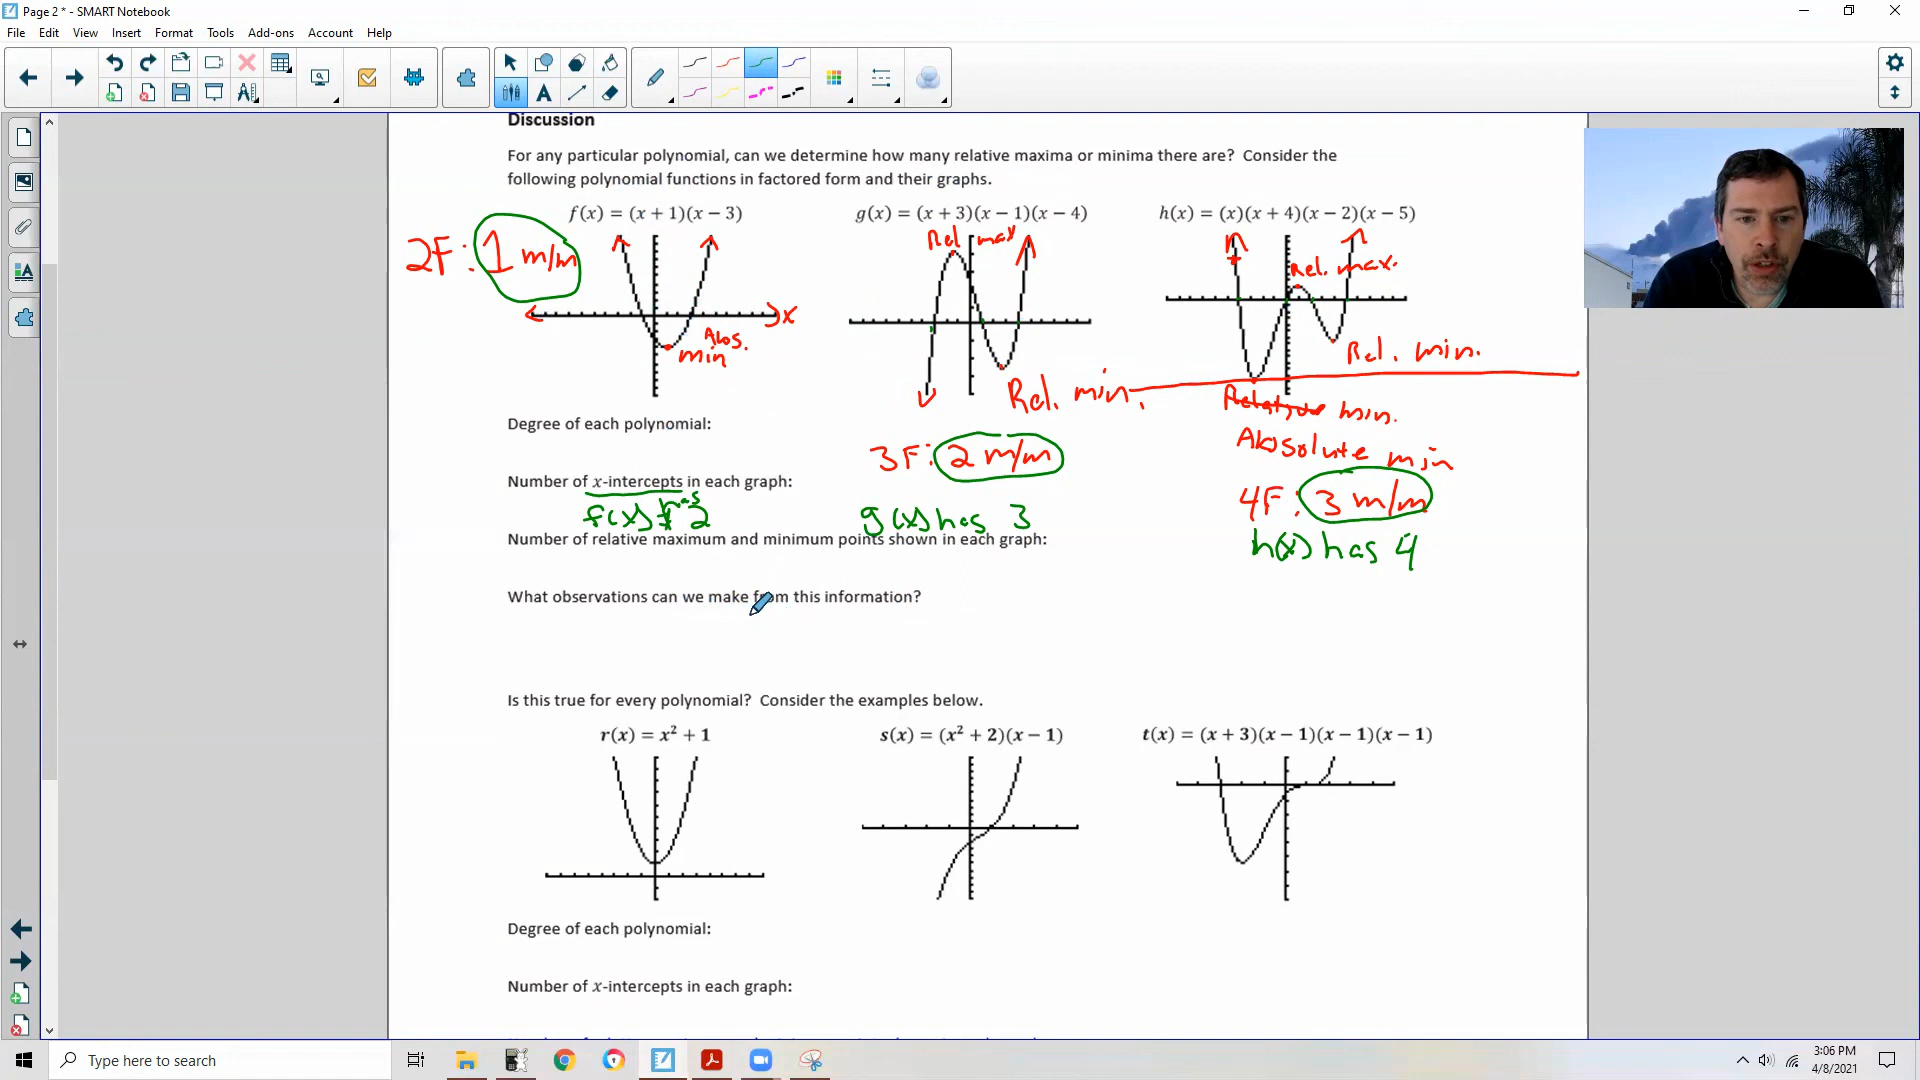 Page 2 * - SMART Notebook
File Edit View Insert Format Tools Add-ons Account Help
Discussion
For any particular polynomial, can we determine how many relative maxima or minima there are? Consider the
following polynomial functions in factored form and their graphs.
f(x) = (x + 1)(x − 3) g(x) = (x + 3)(x − 1)(x − 4) h(x) = (x)(x + 4)(x − 2)(x − 5)
2F: 1 m/m
Rel max
Rel. max.
x
Abs.
min
Rel. min.
Rel. min.
Relative min.
Absolute min
Degree of each polynomial:
3F: 2 m/m
Number of x-intercepts in each graph:
4F: 3 m/m
has
f(x) 2 g(x) has 3
Number of relative maximum and minimum points shown in each graph:
h(x) has 4
What observations can we make from this information?
Is this true for every polynomial? Consider the examples below.
r(x) = x² + 1 s(x) = (x² + 2)(x − 1) t(x) = (x + 3)(x − 1)(x − 1)(x − 1)
Degree of each polynomial:
Number of x-intercepts in each graph:
Type here to search
3:06 PM
4/8/2021